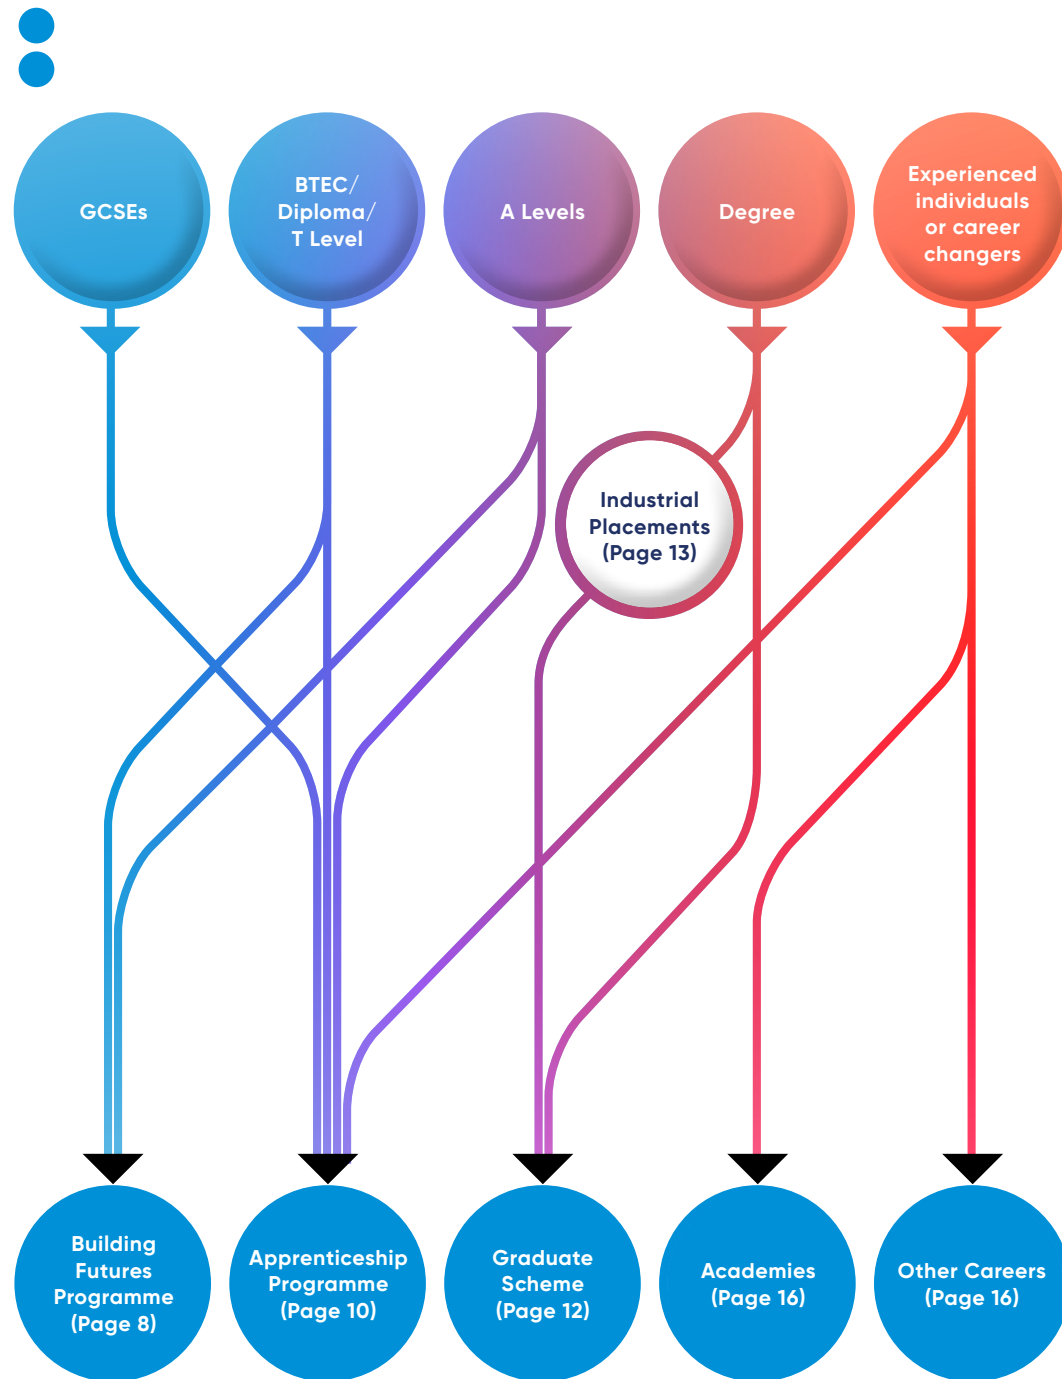 GCSEs
BTEC/
Diploma/
T Level
A Levels
Degree
Experienced
individuals
or career
changers
Industrial
Placements
(Page 13)
Building
Futures
Programme
(Page 8)
Apprenticeship
Programme
(Page 10)
Graduate
Scheme
(Page 12)
Academies
(Page 16)
Other Careers
(Page 16)